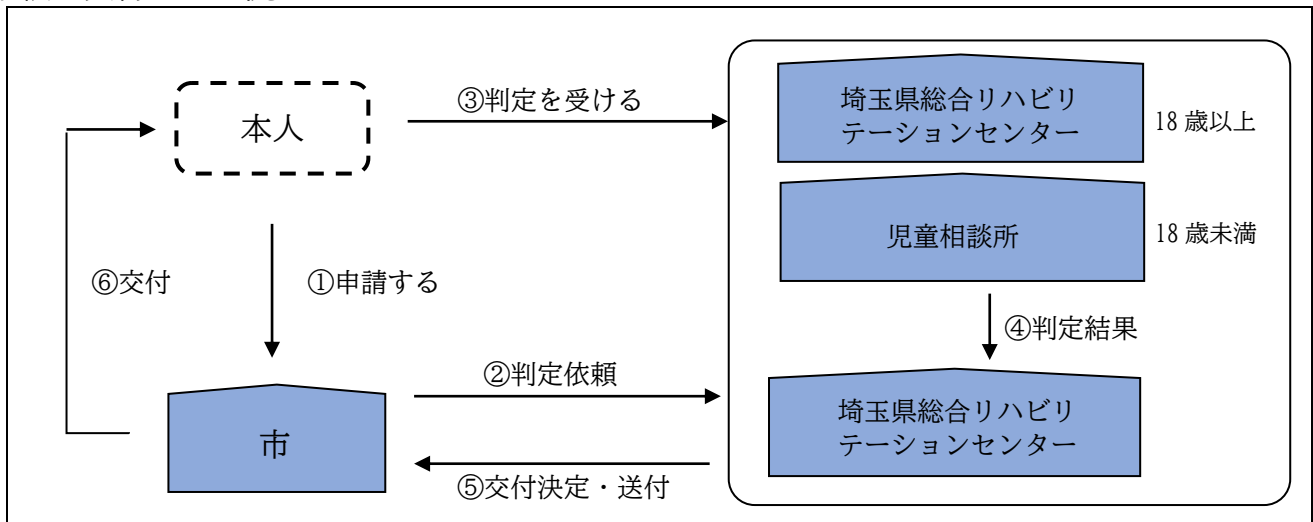 本人
③判定を受ける
埼玉県総合リハビリ
テーションセンター
18歳以上
児童相談所
18歳未満
⑥交付
①申請する
④判定結果
②判定依頼
市
埼玉県総合リハビリ
テーションセンター
⑤交付決定・送付